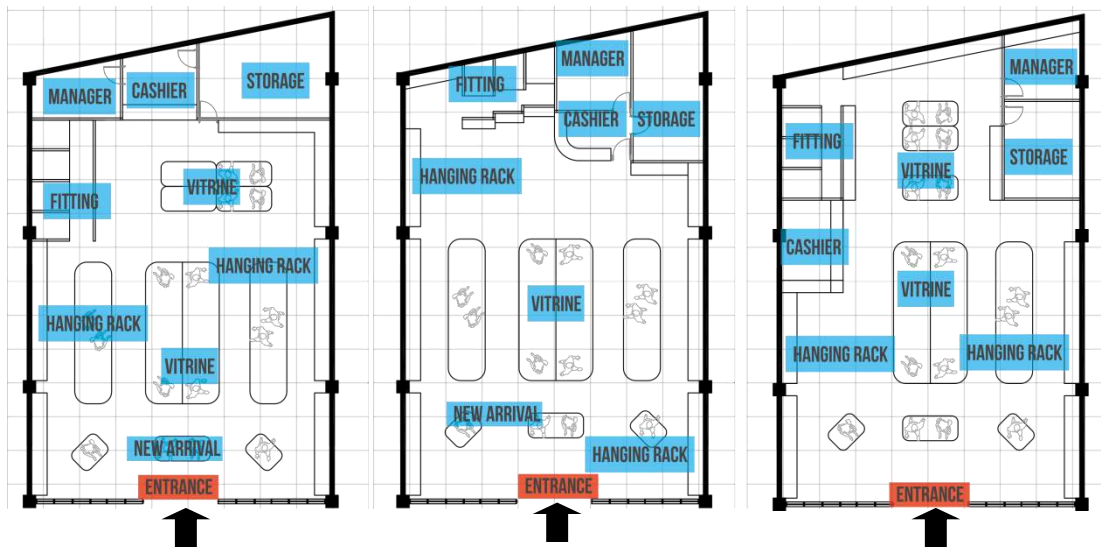 MANAGER
CASHIER
STORAGE
FITTING
VITRINE
HANGING RACK
HANGING RACK
VITRINE
NEW ARRIVAL
ENTRANCE
FITTING
MANAGER
CASHIER
STORAGE
HANGING RACK
VITRINE
NEW ARRIVAL
HANGING RACK
ENTRANCE
MANAGER
FITTING
STORAGE
VITRINE
CASHIER
VITRINE
HANGING RACK
HANGING RACK
ENTRANCE